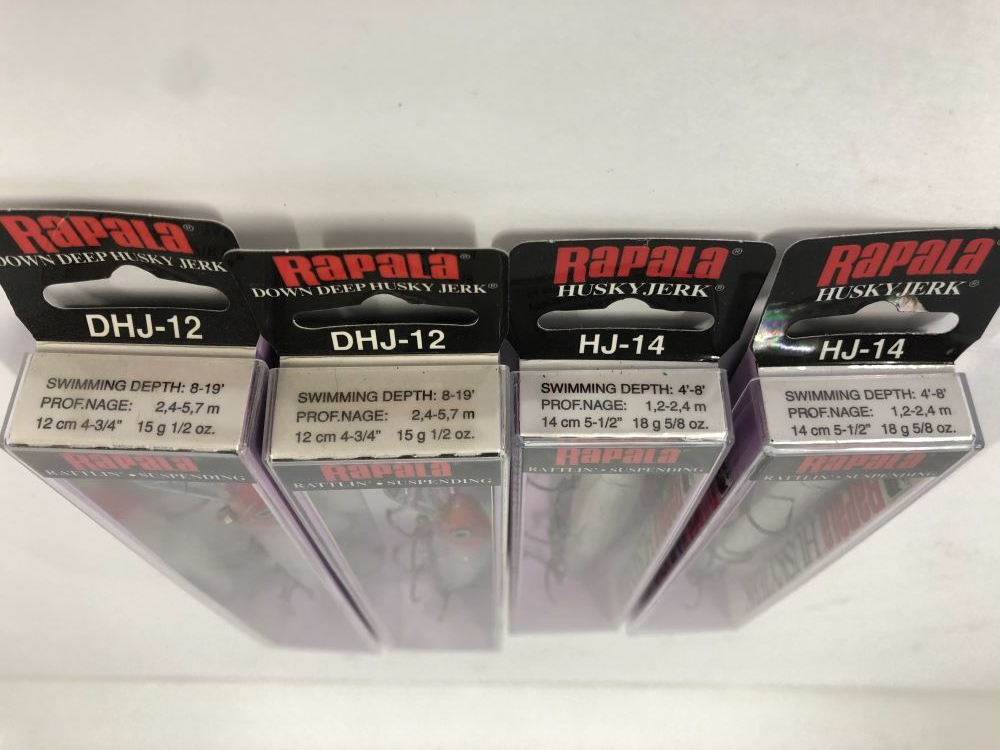 RAPALA®
DOWN DEEP HUSKY JERK
DHJ-12
SWIMMING DEPTH: 8-19'
PROF.NAGE: 2,4-5,7 m
12 cm 4-3/4" 15 g 1/2 oz.
RAPALA
RATTLIN' • SUSPENDING
RAPALA®
DOWN DEEP HUSKY JERK®
DHJ-12
SWIMMING DEPTH: 8-19'
PROF.NAGE: 2,4-5,7 m
12 cm 4-3/4" 15 g 1/2 oz.
RAPALA
RATTLIN' • SUSPENDING
RAPALA®
HUSKY JERK®
HJ-14
SWIMMING DEPTH: 4'-8'
PROF.NAGE: 1,2-2,4 m
14 cm 5-1/2" 18 g 5/8 oz.
RAPALA
RATTLIN' • SUSPENDING
RAPALA
HUSKY JERK®
HJ-14
SWIMMING DEPTH: 4'-8'
PROF.NAGE: 1,2-2,4 m
14 cm 5-1/2" 18 g 5/8 oz.
RAPALA
RATTLIN' • SUSPENDING